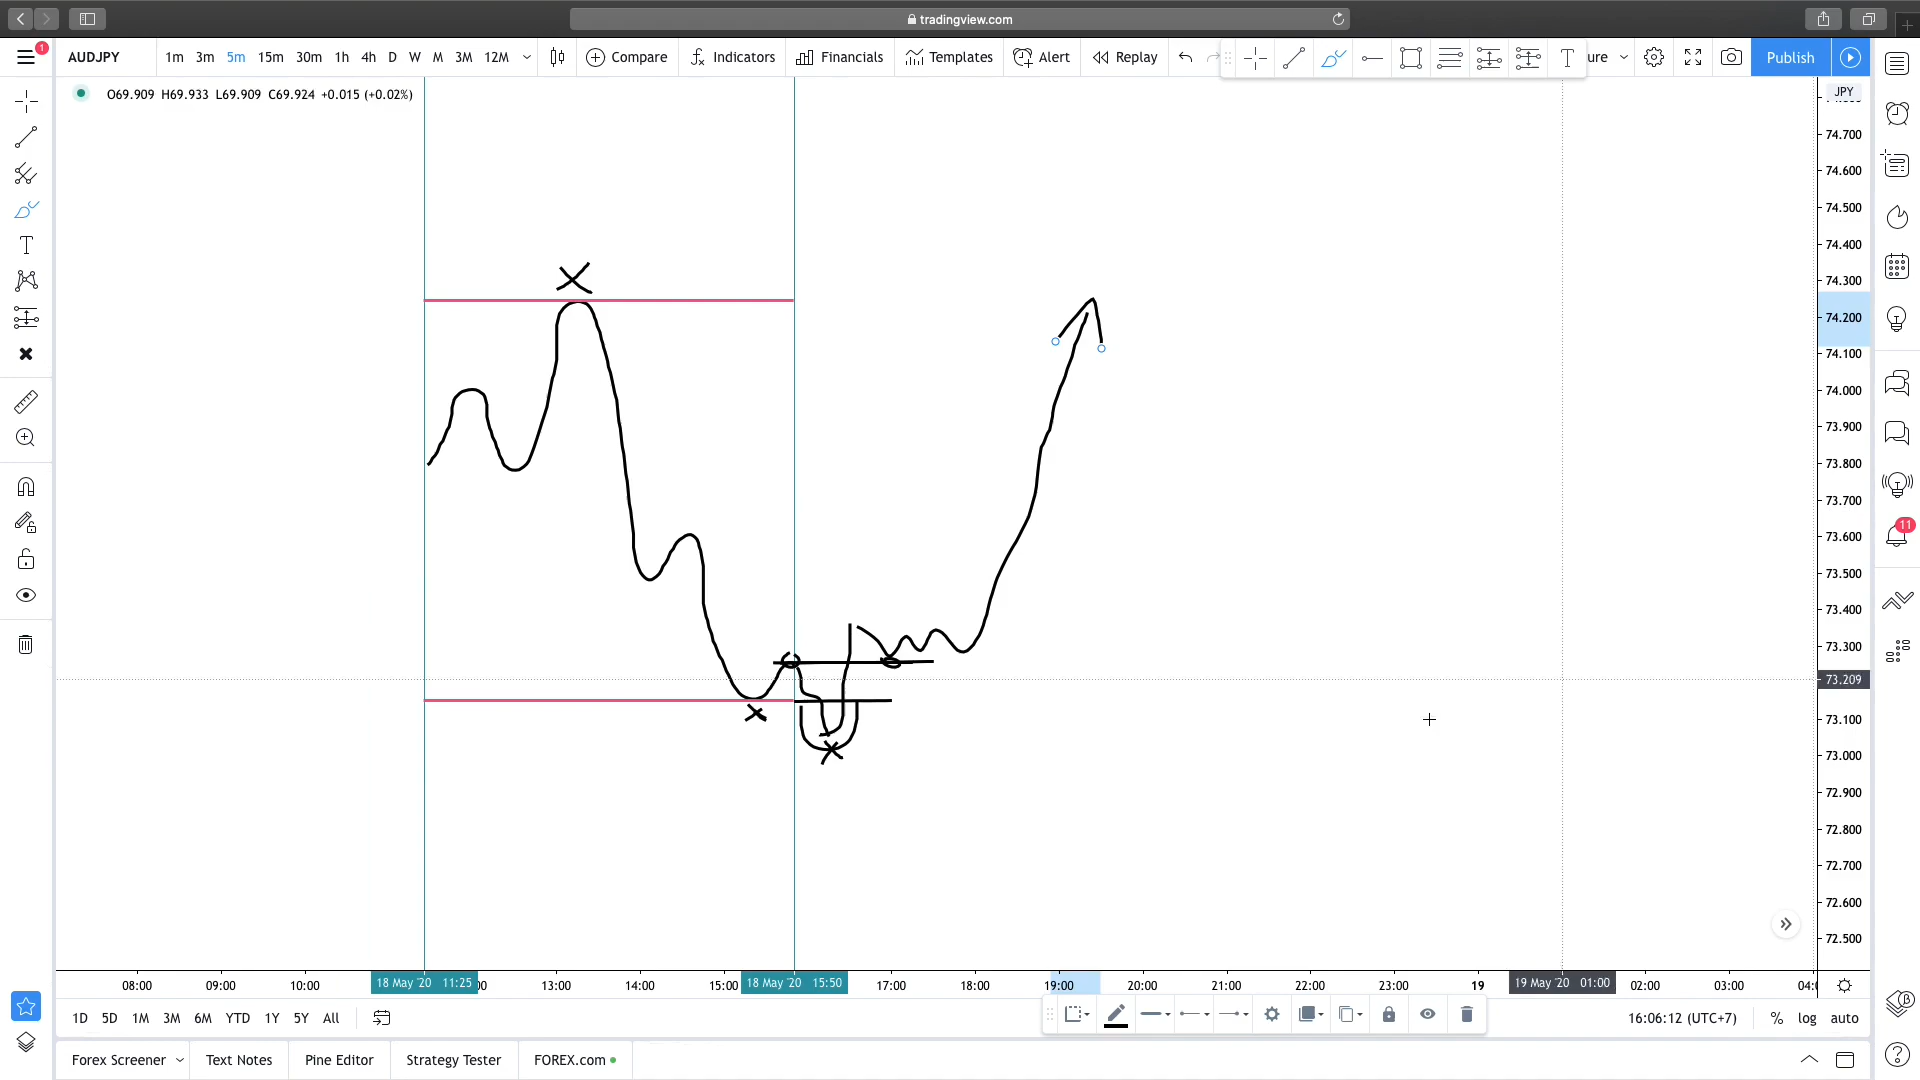 tradingview.com
1
AUDJPY
1m 3m 5m 15m 30m 1h 4h D W M 3M 12M
Compare
Indicators
Financials
Templates
Alert
Replay
T
ure
Publish
O69.909 H69.933 L69.909 C69.924 +0.015 (+0.02%)
JPY
74.700
74.600
74.500
74.400
74.300
74.200
74.100
74.000
73.900
73.800
73.700
73.600
73.500
73.400
73.300
73.209
73.100
73.000
72.900
72.800
72.700
72.600
72.500
11
08:00 09:00 10:00 18 May '20 11:25 13:00 14:00 15:00 18 May '20 15:50 17:00 18:00 19:00 20:00 21:00 22:00 23:00 19 19 May '20 01:00 02:00 03:00
1D 5D 1M 3M 6M YTD 1Y 5Y All
16:06:12 (UTC+7) % log auto
Forex Screener Text Notes Pine Editor Strategy Tester FOREX.com